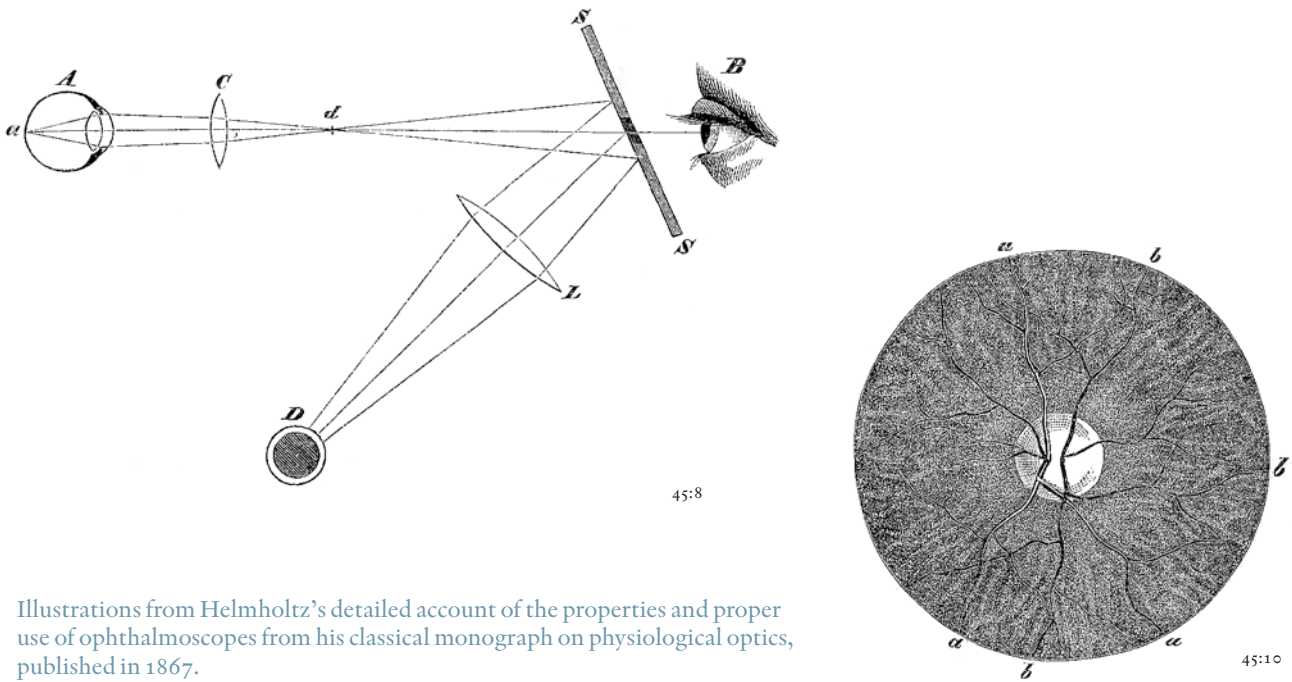 S
B
A
C
d
a
S
L
D
45:8
a
b
b
a
b
a
45:10
Illustrations from Helmholtz's detailed account of the properties and proper
use of ophthalmoscopes from his classical monograph on physiological optics,
published in 1867.